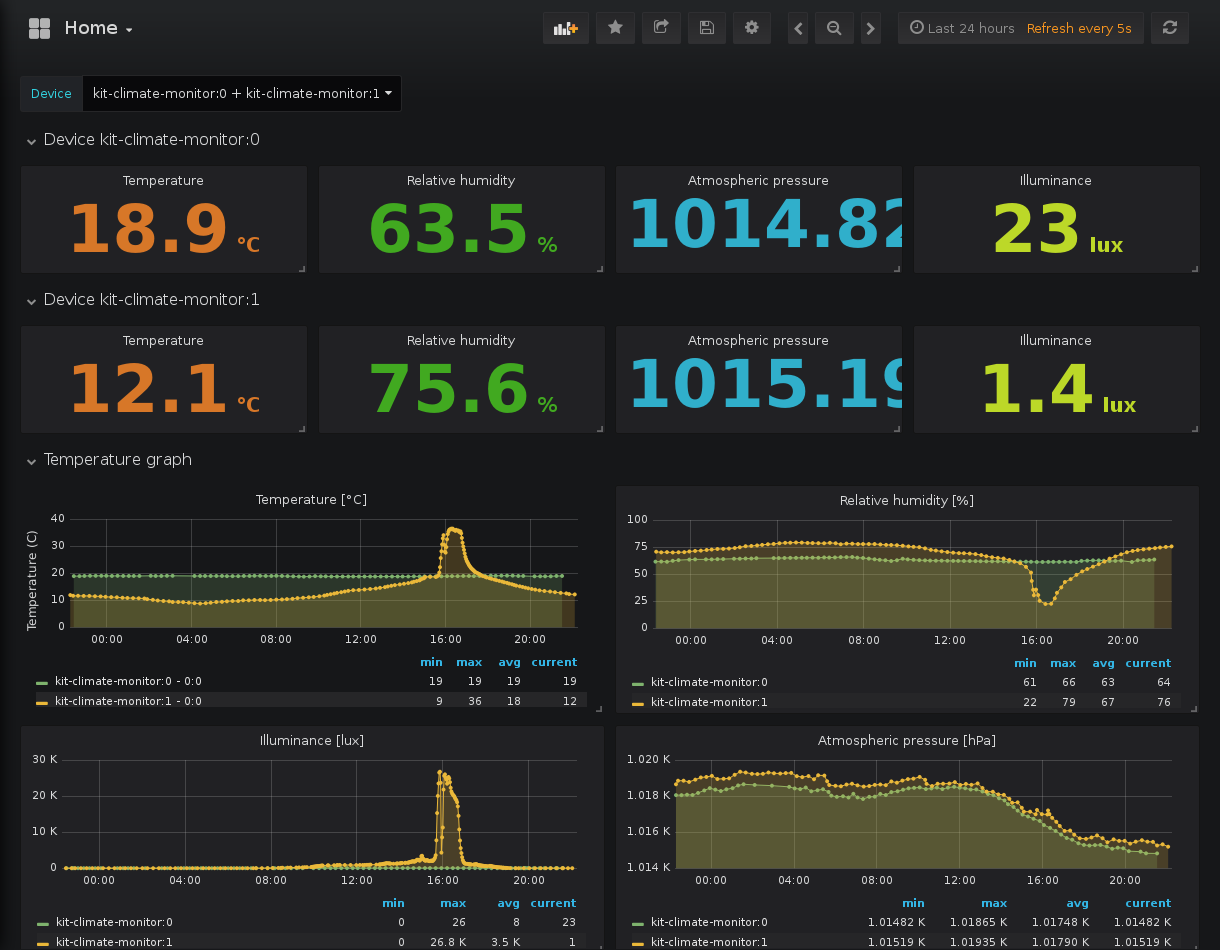 Home
Last 24 hours Refresh every 5s
Device kit-climate-monitor:0 + kit-climate-monitor:1
Device kit-climate-monitor:0
Temperature Relative humidity Atmospheric pressure Illuminance
18.9 °C 63.5 % 1014.82 23 lux
Device kit-climate-monitor:1
Temperature Relative humidity Atmospheric pressure Illuminance
12.1 °C 75.6 % 1015.19 1.4 lux
Temperature graph
Temperature [°C]
Temperature (C)
40
30
20
10
0
00:00 04:00 08:00 12:00 16:00 20:00
min max avg current
kit-climate-monitor:0 - 0:0 19 19 19 19
kit-climate-monitor:1 - 0:0 9 36 18 12
Relative humidity [%]
100
75
50
25
0
00:00 04:00 08:00 12:00 16:00 20:00
min max avg current
kit-climate-monitor:0 61 66 63 64
kit-climate-monitor:1 22 79 67 76
Illuminance [lux]
30 K
20 K
10 K
0
00:00 04:00 08:00 12:00 16:00 20:00
min max avg current
kit-climate-monitor:0 0 26 8 23
kit-climate-monitor:1 0 26.8 K 3.5 K 1
Atmospheric pressure [hPa]
1.020 K
1.018 K
1.016 K
1.014 K
00:00 04:00 08:00 12:00 16:00 20:00
min max avg current
kit-climate-monitor:0 1.01482 K 1.01865 K 1.01748 K 1.01482 K
kit-climate-monitor:1 1.01519 K 1.01935 K 1.01790 K 1.01519 K